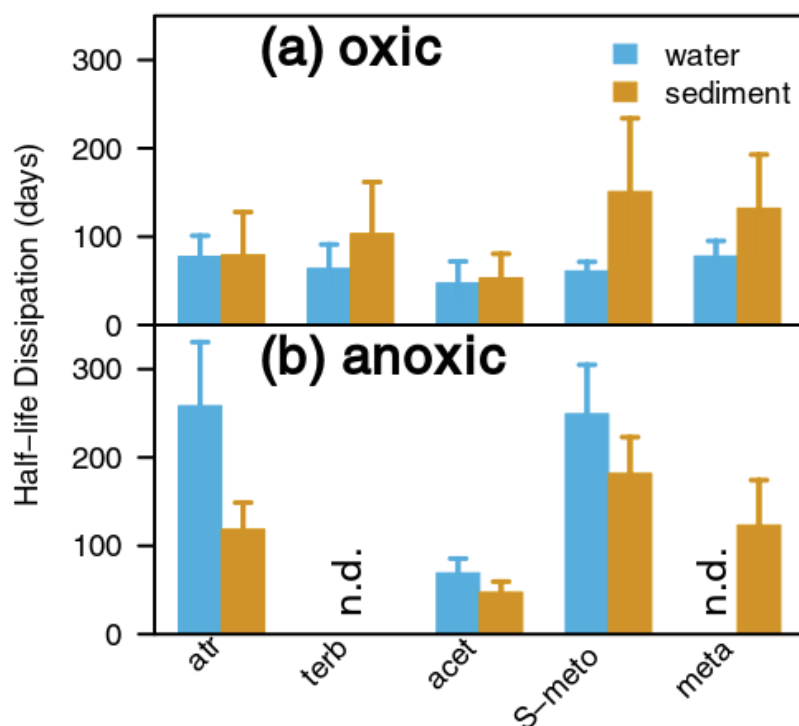 (a) oxic
water
sediment
300
200
100
0
Half-life Dissipation (days)
(b) anoxic
300
200
100
0
n.d.
n.d.
atr
terb
acet
S-meto
meta